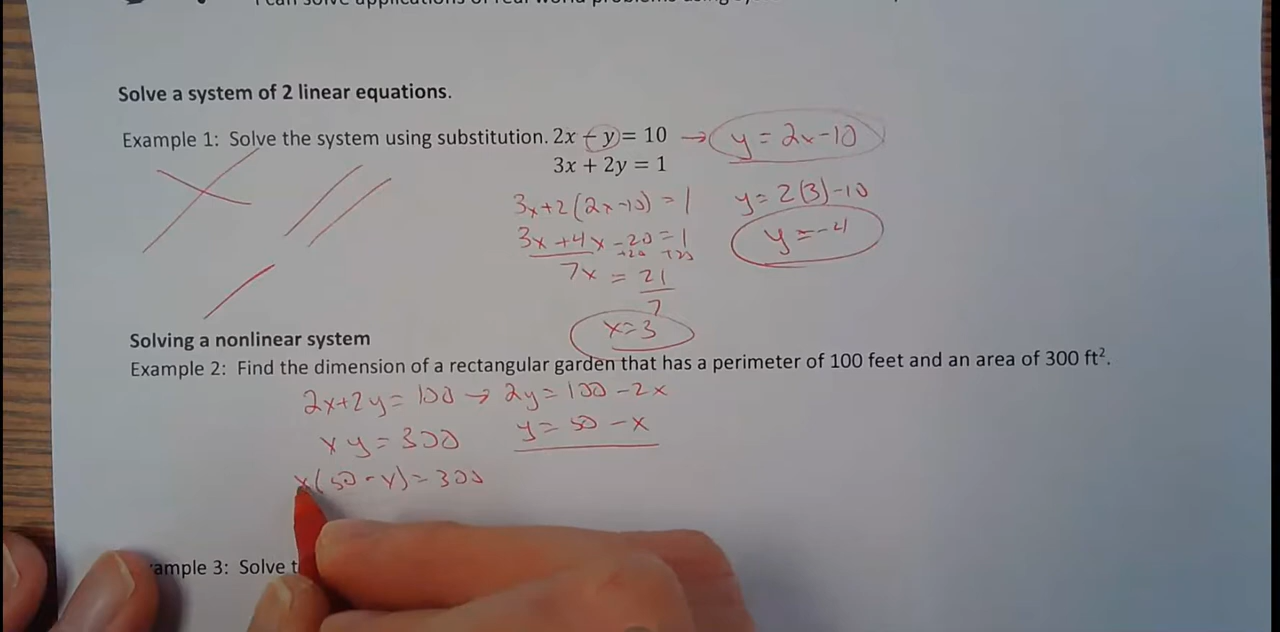 I can solve applications of real world problems using sy
Solve a system of 2 linear equations.
Example 1: Solve the system using substitution. 2x − y = 10 → y = 2x-10
3x + 2y = 1
3x+2(2x-10) = 1 y = 2(3)-10
3x+4x-20=1 y=-4
+20 +20
7x = 21
7
x=3
Solving a nonlinear system
Example 2: Find the dimension of a rectangular garden that has a perimeter of 100 feet and an area of 300 ft².
2x+2y = 100 → 2y = 100 - 2x
xy = 300 y = 50 - x
x(50-x)=300
ample 3: Solve t